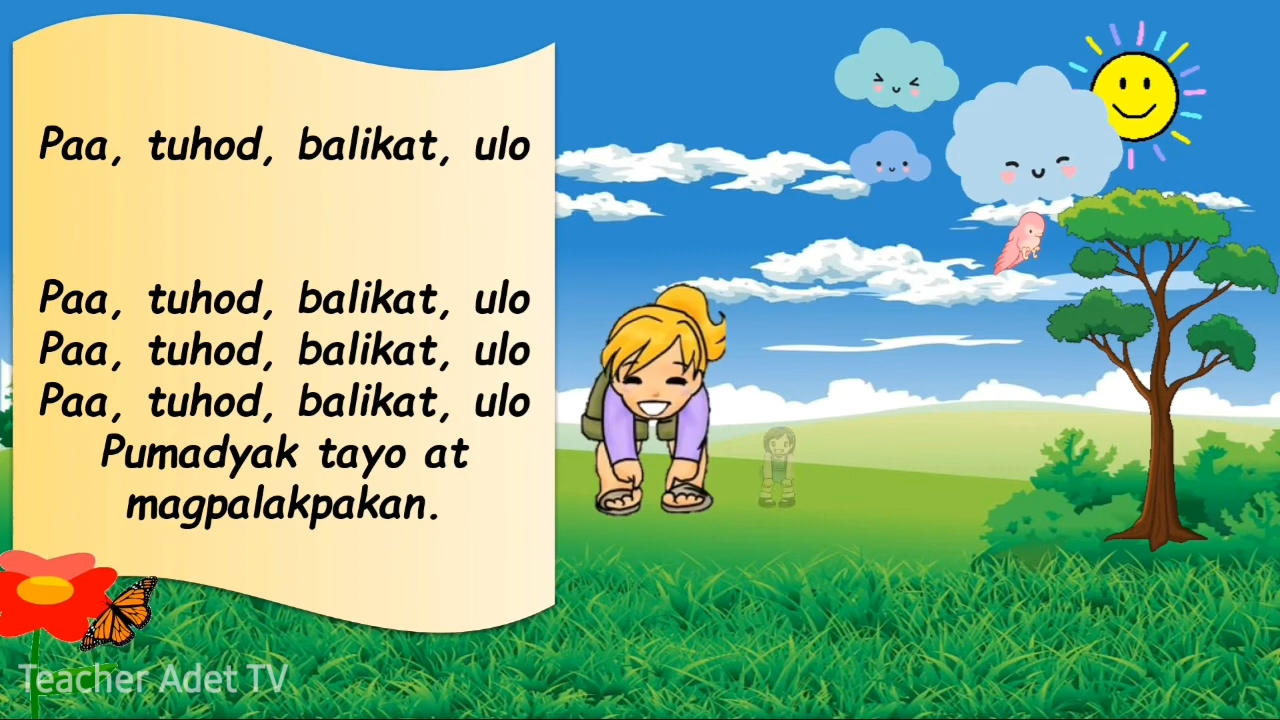 Paa, tuhod, balikat, ulo
Paa, tuhod, balikat, ulo
Paa, tuhod, balikat, ulo
Paa, tuhod, balikat, ulo
Pumadyak tayo at
magpalakpakan.
Teacher Adet TV